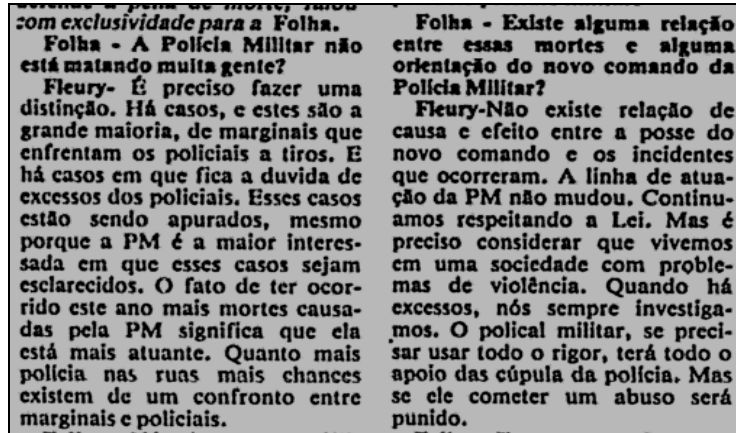 com exclusividade para a Folha.
Folha - A Polícia Militar não
está matando muita gente?
Fleury- É preciso fazer uma
distinção. Há casos, e estes são a
grande maioria, de marginais que
enfrentam os policiais a tiros. E
há casos em que fica a duvida de
excessos dos policiais. Esses casos
estão sendo apurados, mesmo
porque a PM é a maior interes-
sada em que esses casos sejam
esclarecidos. O fato de ter ocor-
rido este ano mais mortes causa-
das pela PM significa que ela
está mais atuante. Quanto mais
polícia nas ruas mais chances
existem de um confronto entre
marginais e policiais.
Folha - Existe alguma relação
entre essas mortes e alguma
orientação do novo comando da
Polícia Militar?
Fleury-Não existe relação de
causa e efeito entre a posse do
novo comando e os incidentes
que ocorreram. A linha de atua-
ção da PM não mudou. Continu-
amos respeitando a Lei. Mas é
preciso considerar que vivemos
em uma sociedade com proble-
mas de violência. Quando há
excessos, nós sempre investiga-
mos. O polical militar, se preci-
sar usar todo o rigor, terá todo o
apoio das cúpula da polícia. Mas
se ele cometer um abuso será
punido.